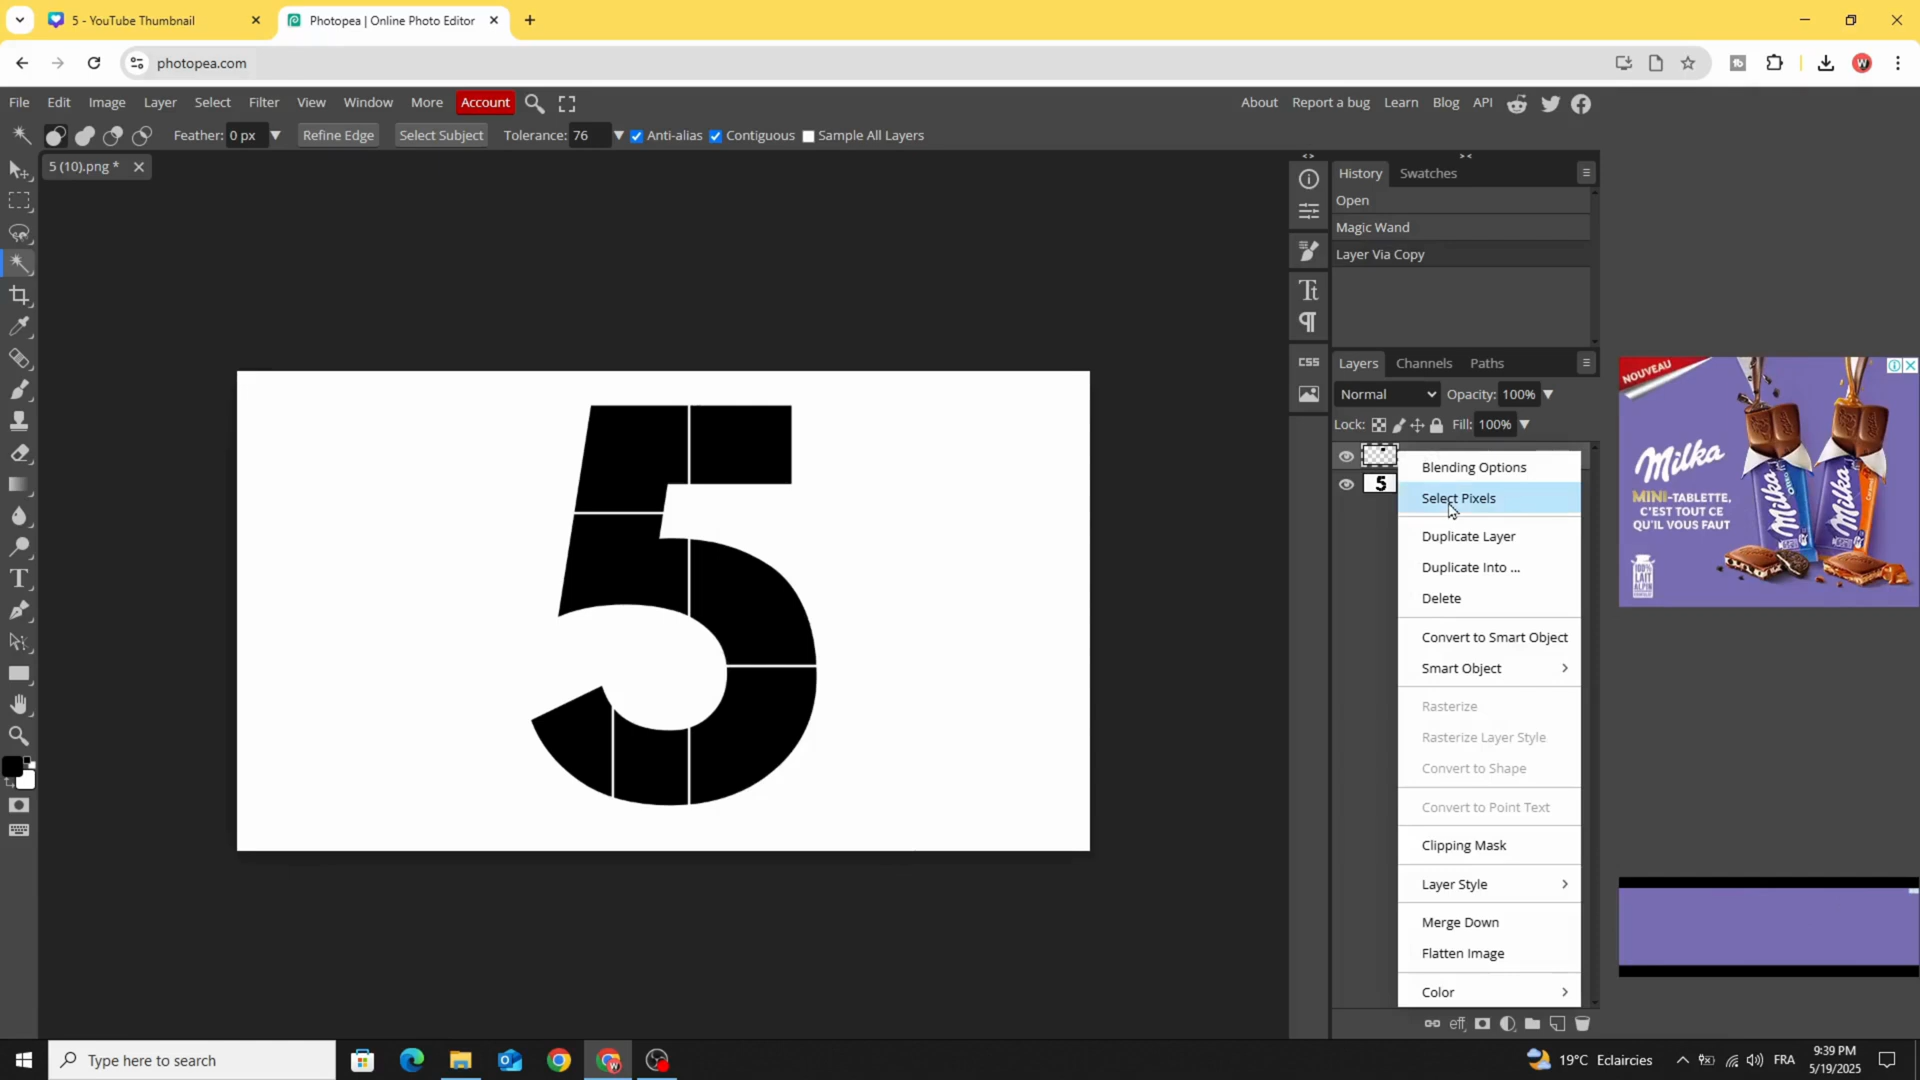 5 - YouTube Thumbnail
Photopea | Online Photo Editor
photopea.com
W
File Edit Image Layer Select Filter View Window More Account
About Report a bug Learn Blog API
Feather: 0 px Refine Edge Select Subject Tolerance: 76 Anti-alias Contiguous Sample All Layers
5 (10).png *
History Swatches
Open
Magic Wand
Layer Via Copy
CSS
Layers Channels Paths
Normal Opacity: 100%
Lock: Fill: 100%
5
5
Blending Options
Select Pixels
Duplicate Layer
Duplicate Into ...
Delete
Convert to Smart Object
Smart Object
Rasterize
Rasterize Layer Style
Convert to Shape
Convert to Point Text
Clipping Mask
Layer Style
Merge Down
Flatten Image
Color
eff
NOUVEAU
Milka
MINI-TABLETTE,
C'EST TOUT CE
QU'IL VOUS FAUT
100%
LAIT
ALPIN
Type here to search
19°C Eclaircies
FRA
9:39 PM
5/19/2025